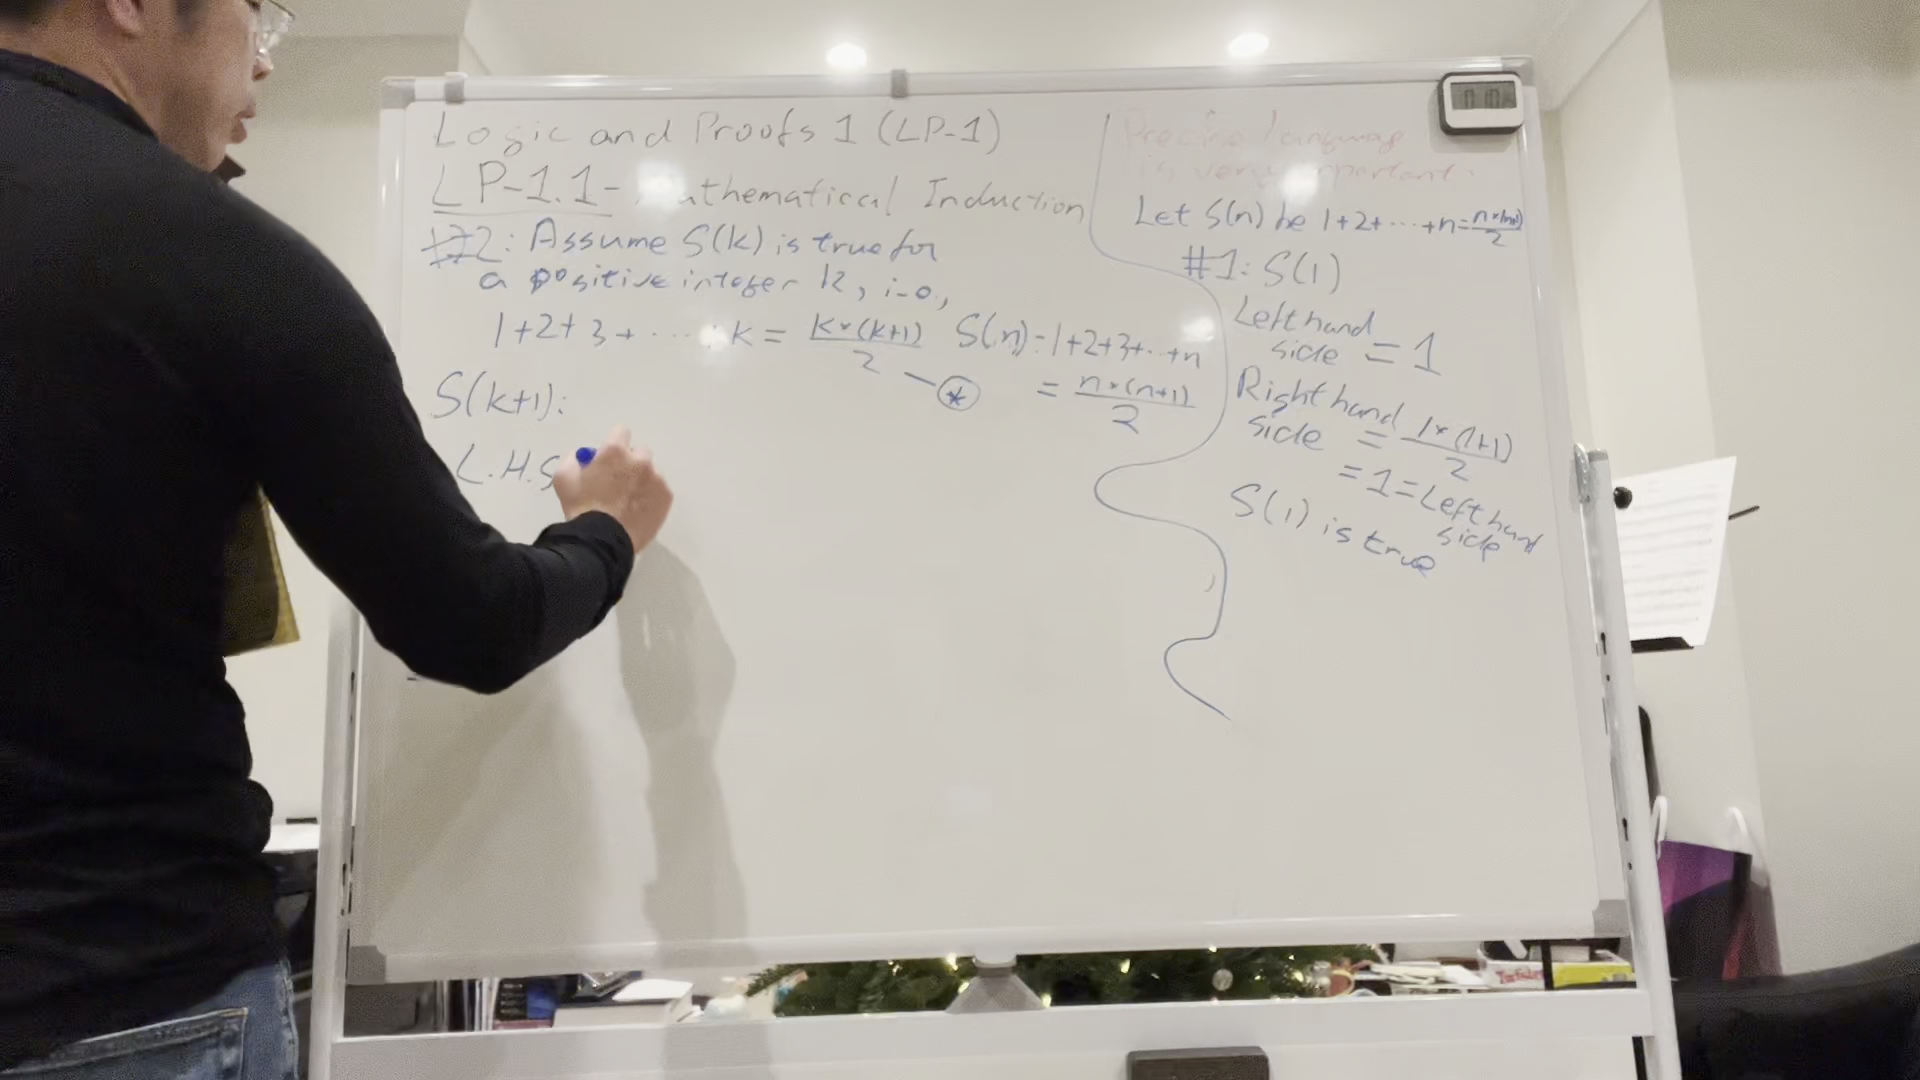 Logic and Proofs 1 (LP-1)
LP-1.1- Mathematical Induction
#2: Assume S(k) is true for
a positive integer k, i.e.,
1+2+3+ ..... + k = k×(k+1)/2 —⊛
S(n): 1+2+3+...+n
= n×(n+1)/2
S(k+1):
L.H.S
Precise language
is very important.
Let S(n) be 1+2+...+n=n×(n+1)/2
#1: S(1)
Left hand
side = 1
Right hand
side = 1×(1+1)/2
=1=Left hand
side
S(1) is true